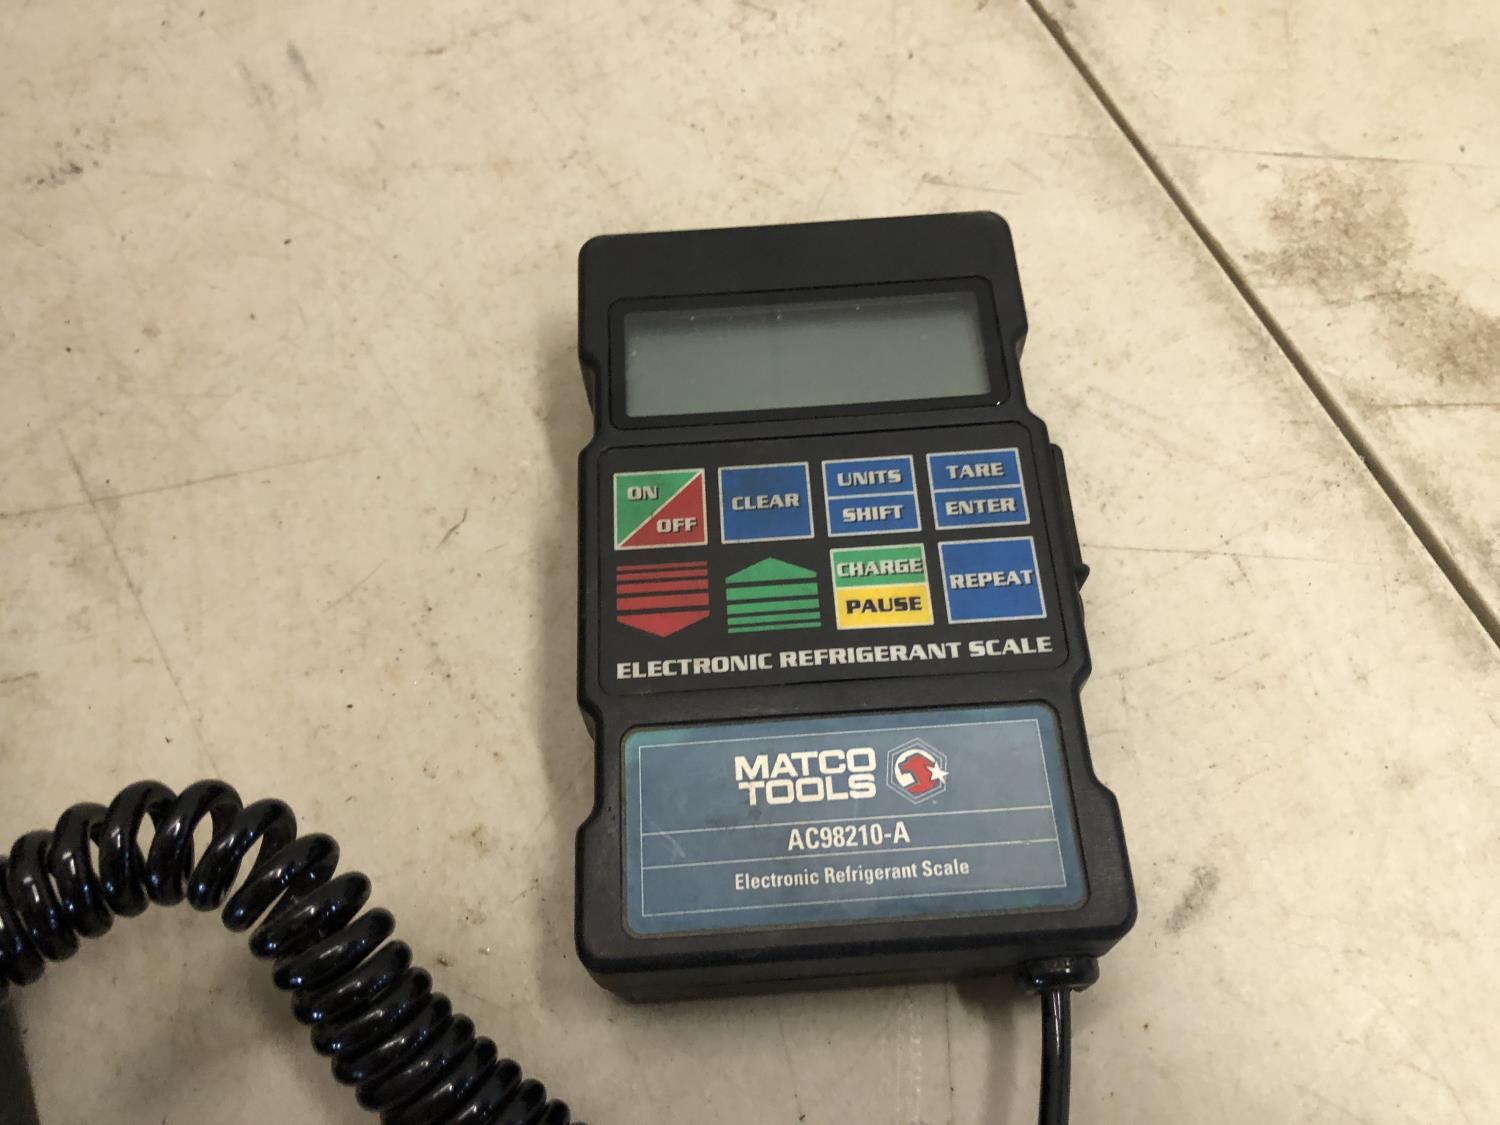 ON
OFF
CLEAR
UNITS
SHIFT
TARE
ENTER
CHARGE
PAUSE
REPEAT
ELECTRONIC REFRIGERANT SCALE
MATCO
TOOLS
AC98210-A
Electronic Refrigerant Scale